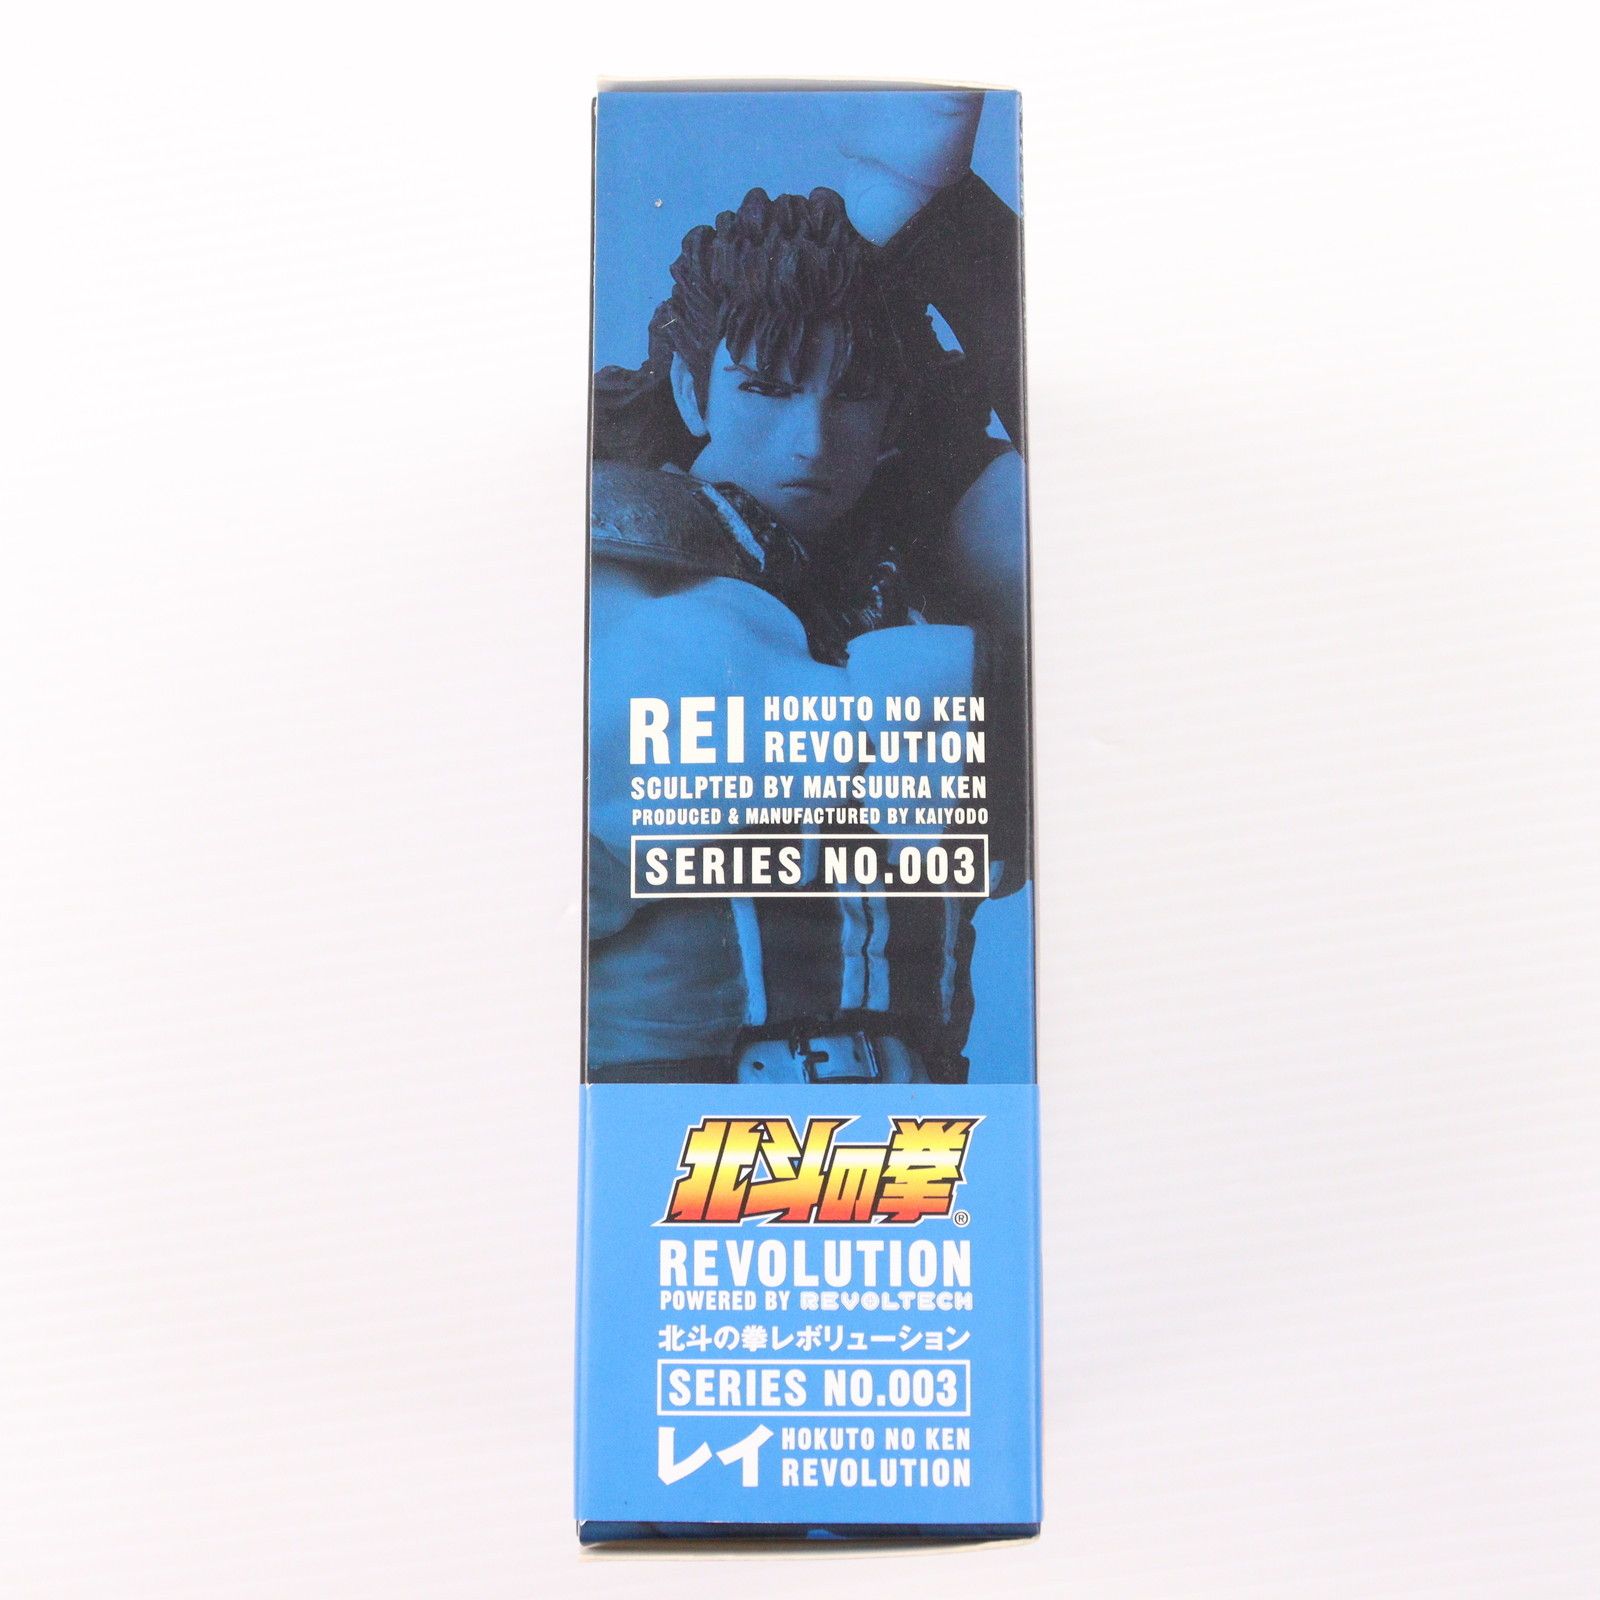 REI HOKUTO NO KEN
REVOLUTION
SCULPTED BY MATSUURA KEN
PRODUCED & MANUFACTURED BY KAIYODO
SERIES NO.003
北斗の拳®
REVOLUTION
POWERED BY REVOLTECH
北斗の拳レボリューション
SERIES NO.003
レイ HOKUTO NO KEN
REVOLUTION